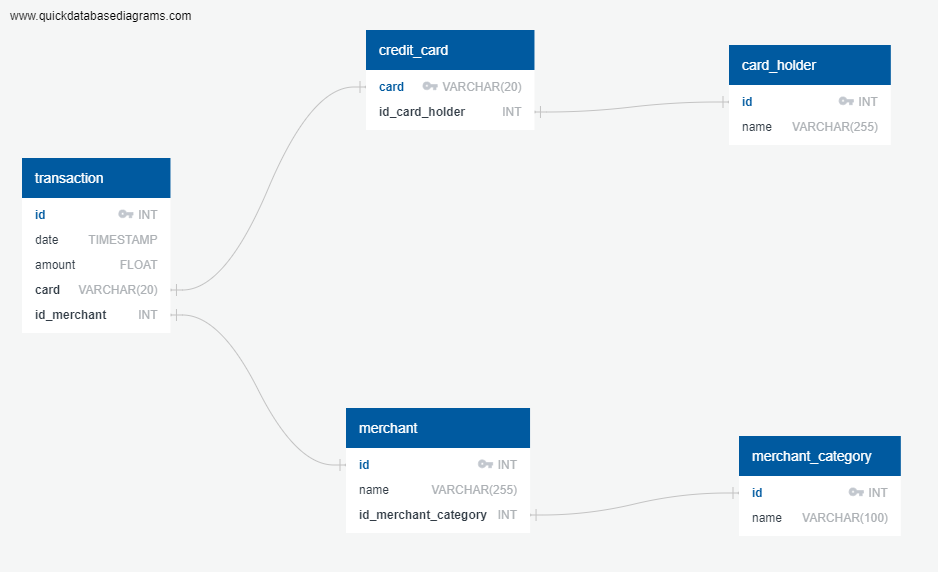 www.quickdatabasediagrams.com
credit_card
card VARCHAR(20)
id_card_holder INT
card_holder
id INT
name VARCHAR(255)
transaction
id INT
date TIMESTAMP
amount FLOAT
card VARCHAR(20)
id_merchant INT
merchant
id INT
name VARCHAR(255)
id_merchant_category INT
merchant_category
id INT
name VARCHAR(100)